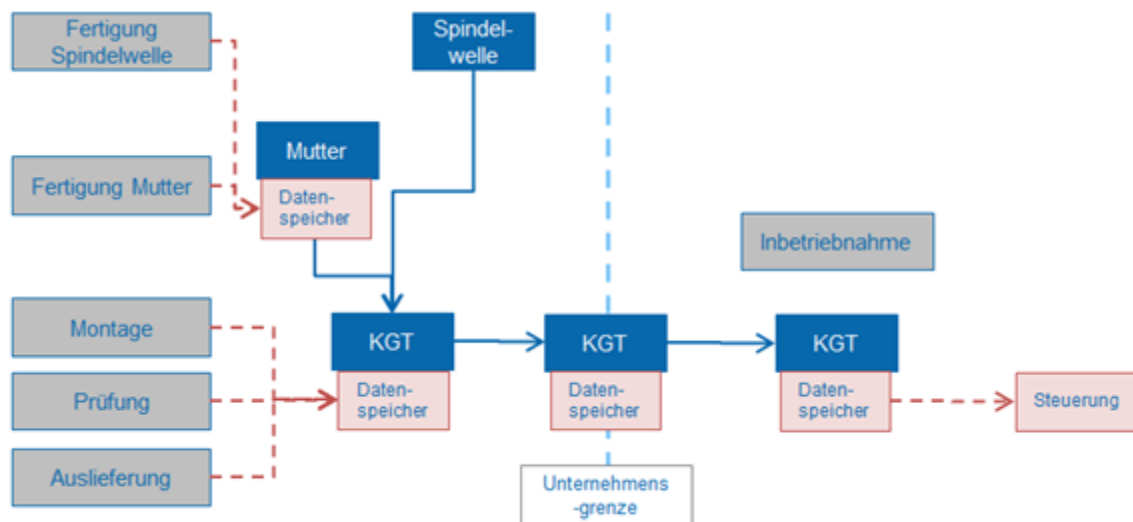 Fertigung
Spindelwelle
Spindel-
welle
Mutter
Daten-
speicher
Fertigung Mutter
Inbetriebnahme
Montage
KGT
Daten-
speicher
KGT
Daten-
speicher
KGT
Daten-
speicher
Steuerung
Prüfung
Auslieferung
Unternehmens
-grenze